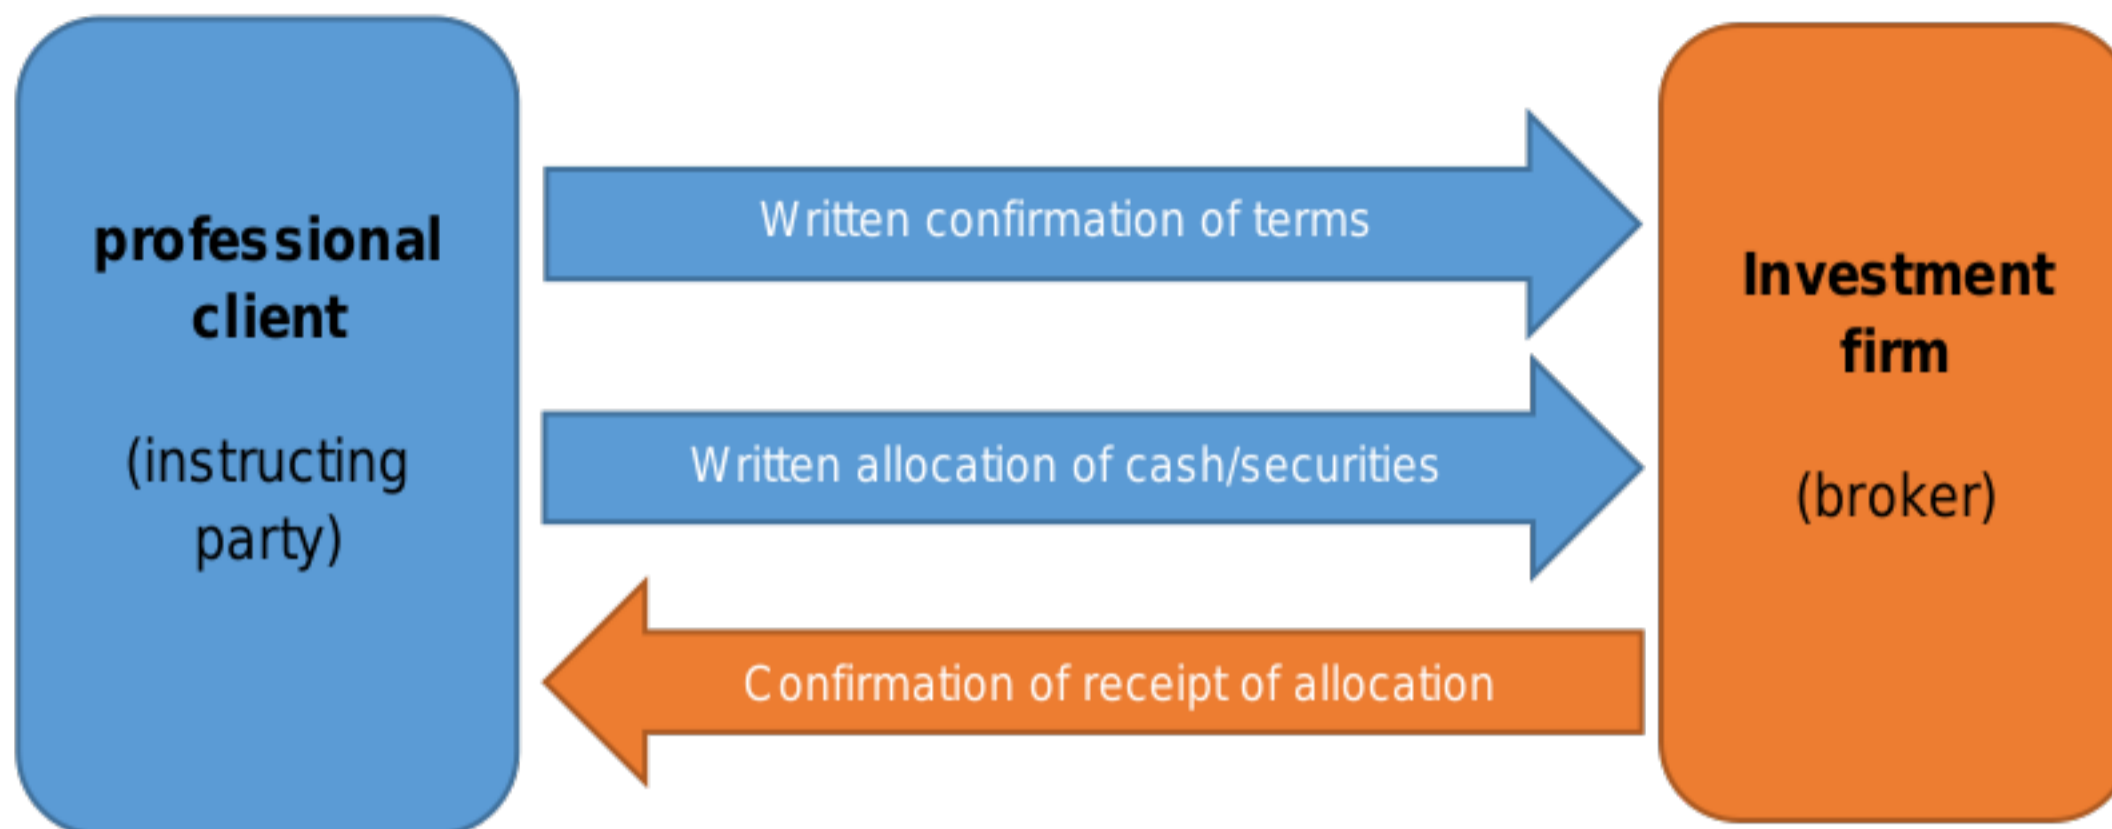 professional
client
(instructing
party)
Written confirmation of terms
Written allocation of cash/securities
Confirmation of receipt of allocation
Investment
firm
(broker)